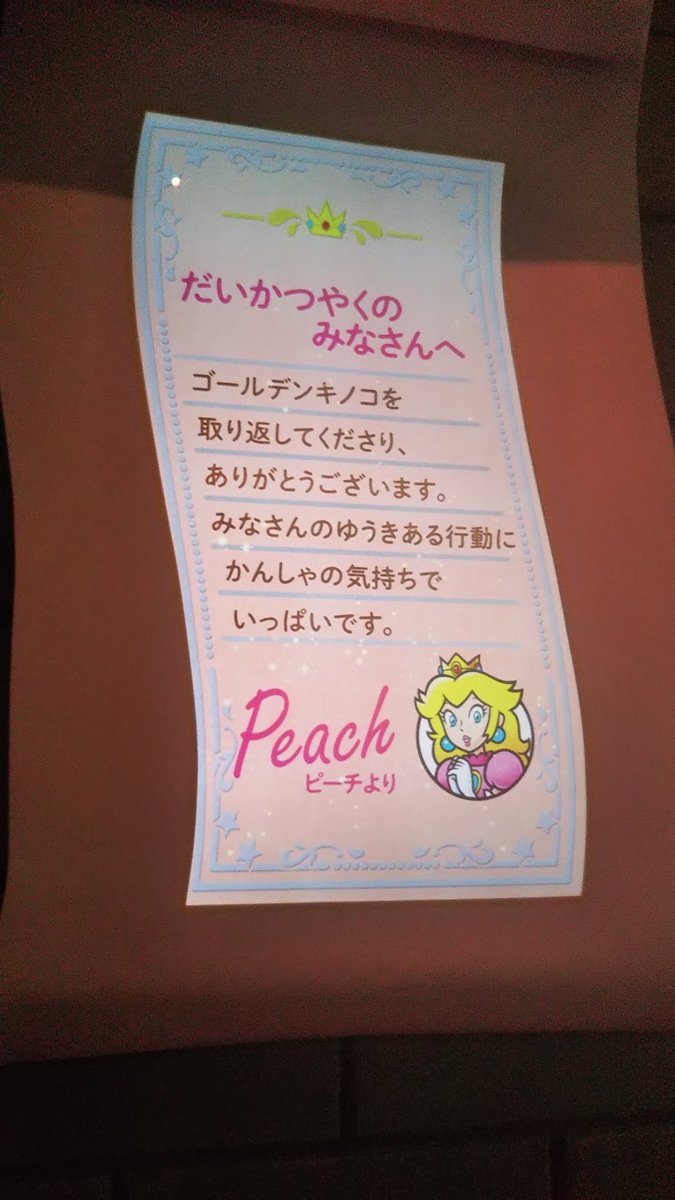 だいかつやくの
みなさんへ
ゴールデンキノコを
取り返してくださり、
ありがとうございます。
みなさんのゆうきある行動に
かんしゃの気持ちで
いっぱいです。
Peach
ピーチより